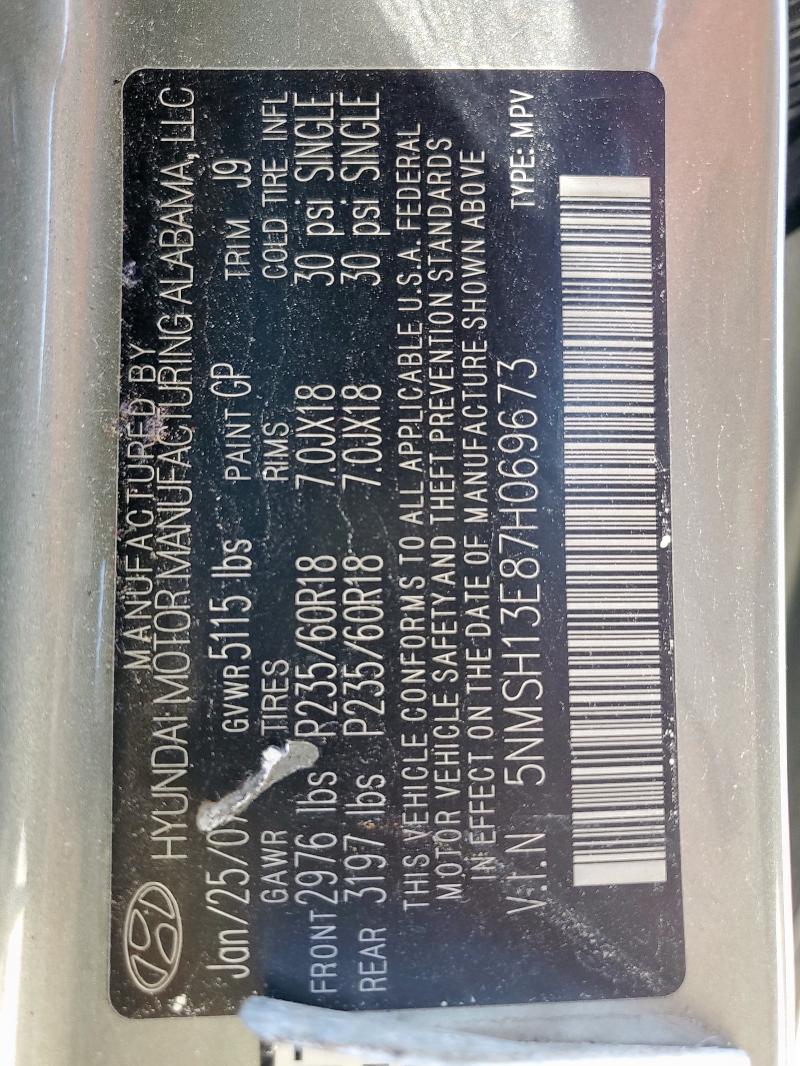 MANUFACTURED BY
HYUNDAI MOTOR MANUFACTURING ALABAMA, LLC
Jan/25/07 GVWR 5115 lbs PAINT CP TRIM J9
GAWR TIRES RIMS COLD TIRE INFL
FRONT 2976 lbs P235/60R18 7.0JX18 30 psi SINGLE
REAR 3197 lbs P235/60R18 7.0JX18 30 psi SINGLE
THIS VEHICLE CONFORMS TO ALL APPLICABLE U.S.A. FEDERAL
MOTOR VEHICLE SAFETY AND THEFT PREVENTION STANDARDS
IN EFFECT ON THE DATE OF MANUFACTURE SHOWN ABOVE
V.I.N 5NMSH13E87H069673 TYPE: MPV